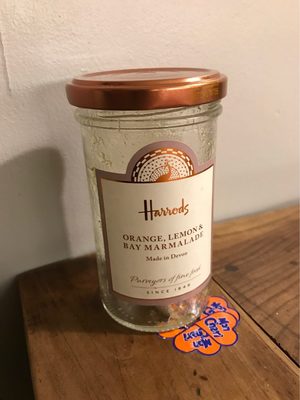 Harrods
ORANGE, LEMON &
BAY MARMALADE
Made in Devon
Purveyors of fine food
SINCE 1849